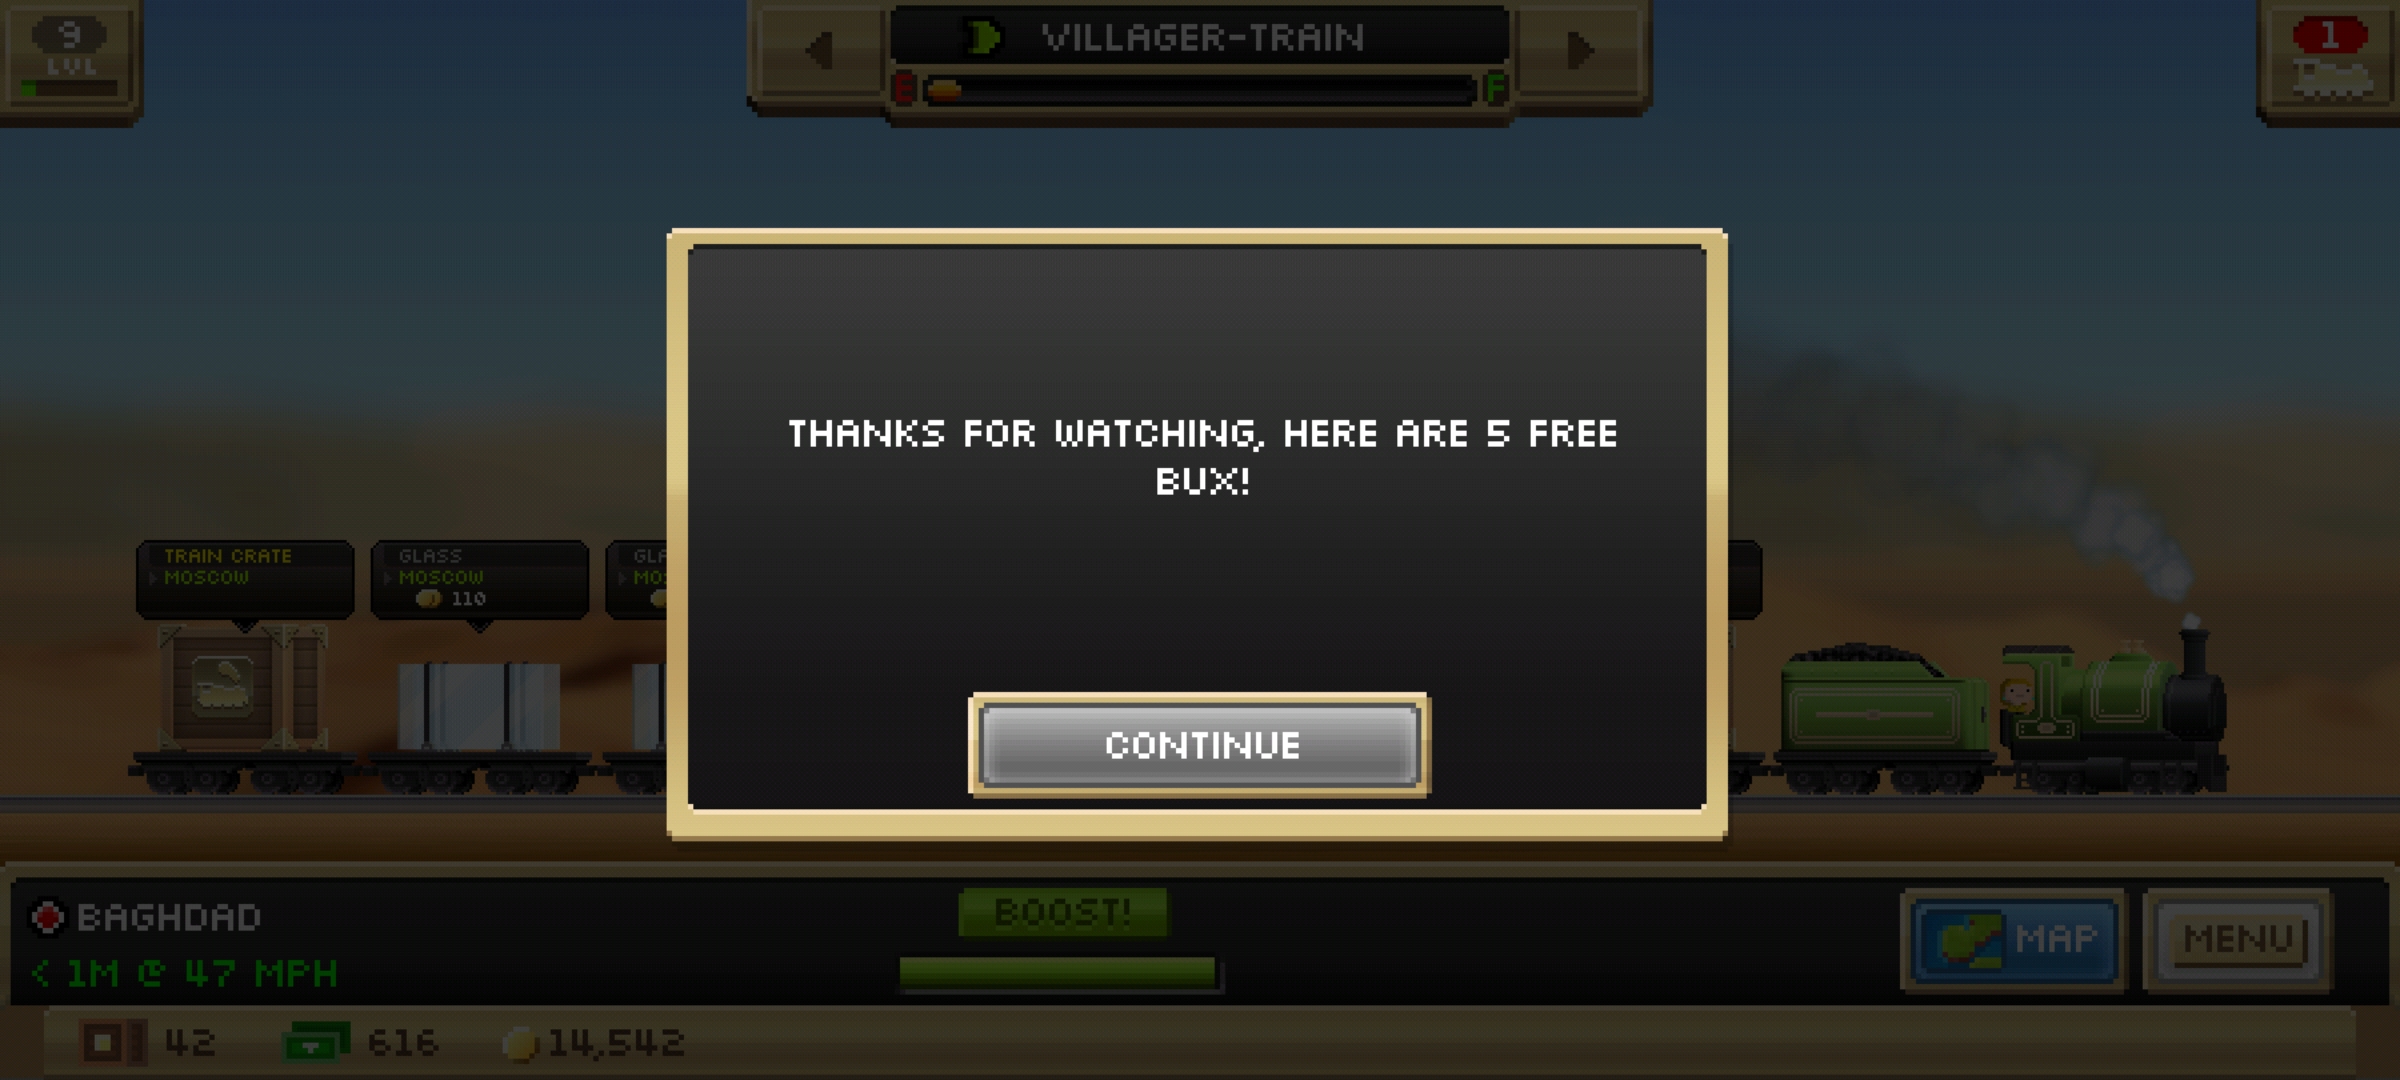 9
LVL
VILLAGER-TRAIN
E F
1
THANKS FOR WATCHING, HERE ARE 5 FREE
BUX!
CONTINUE
TRAIN CRATE
MOSCOW
GLASS
MOSCOW
110
BAGHDAD
< 1M @ 47 MPH
BOOST!
MAP
MENU
42 616 14,542